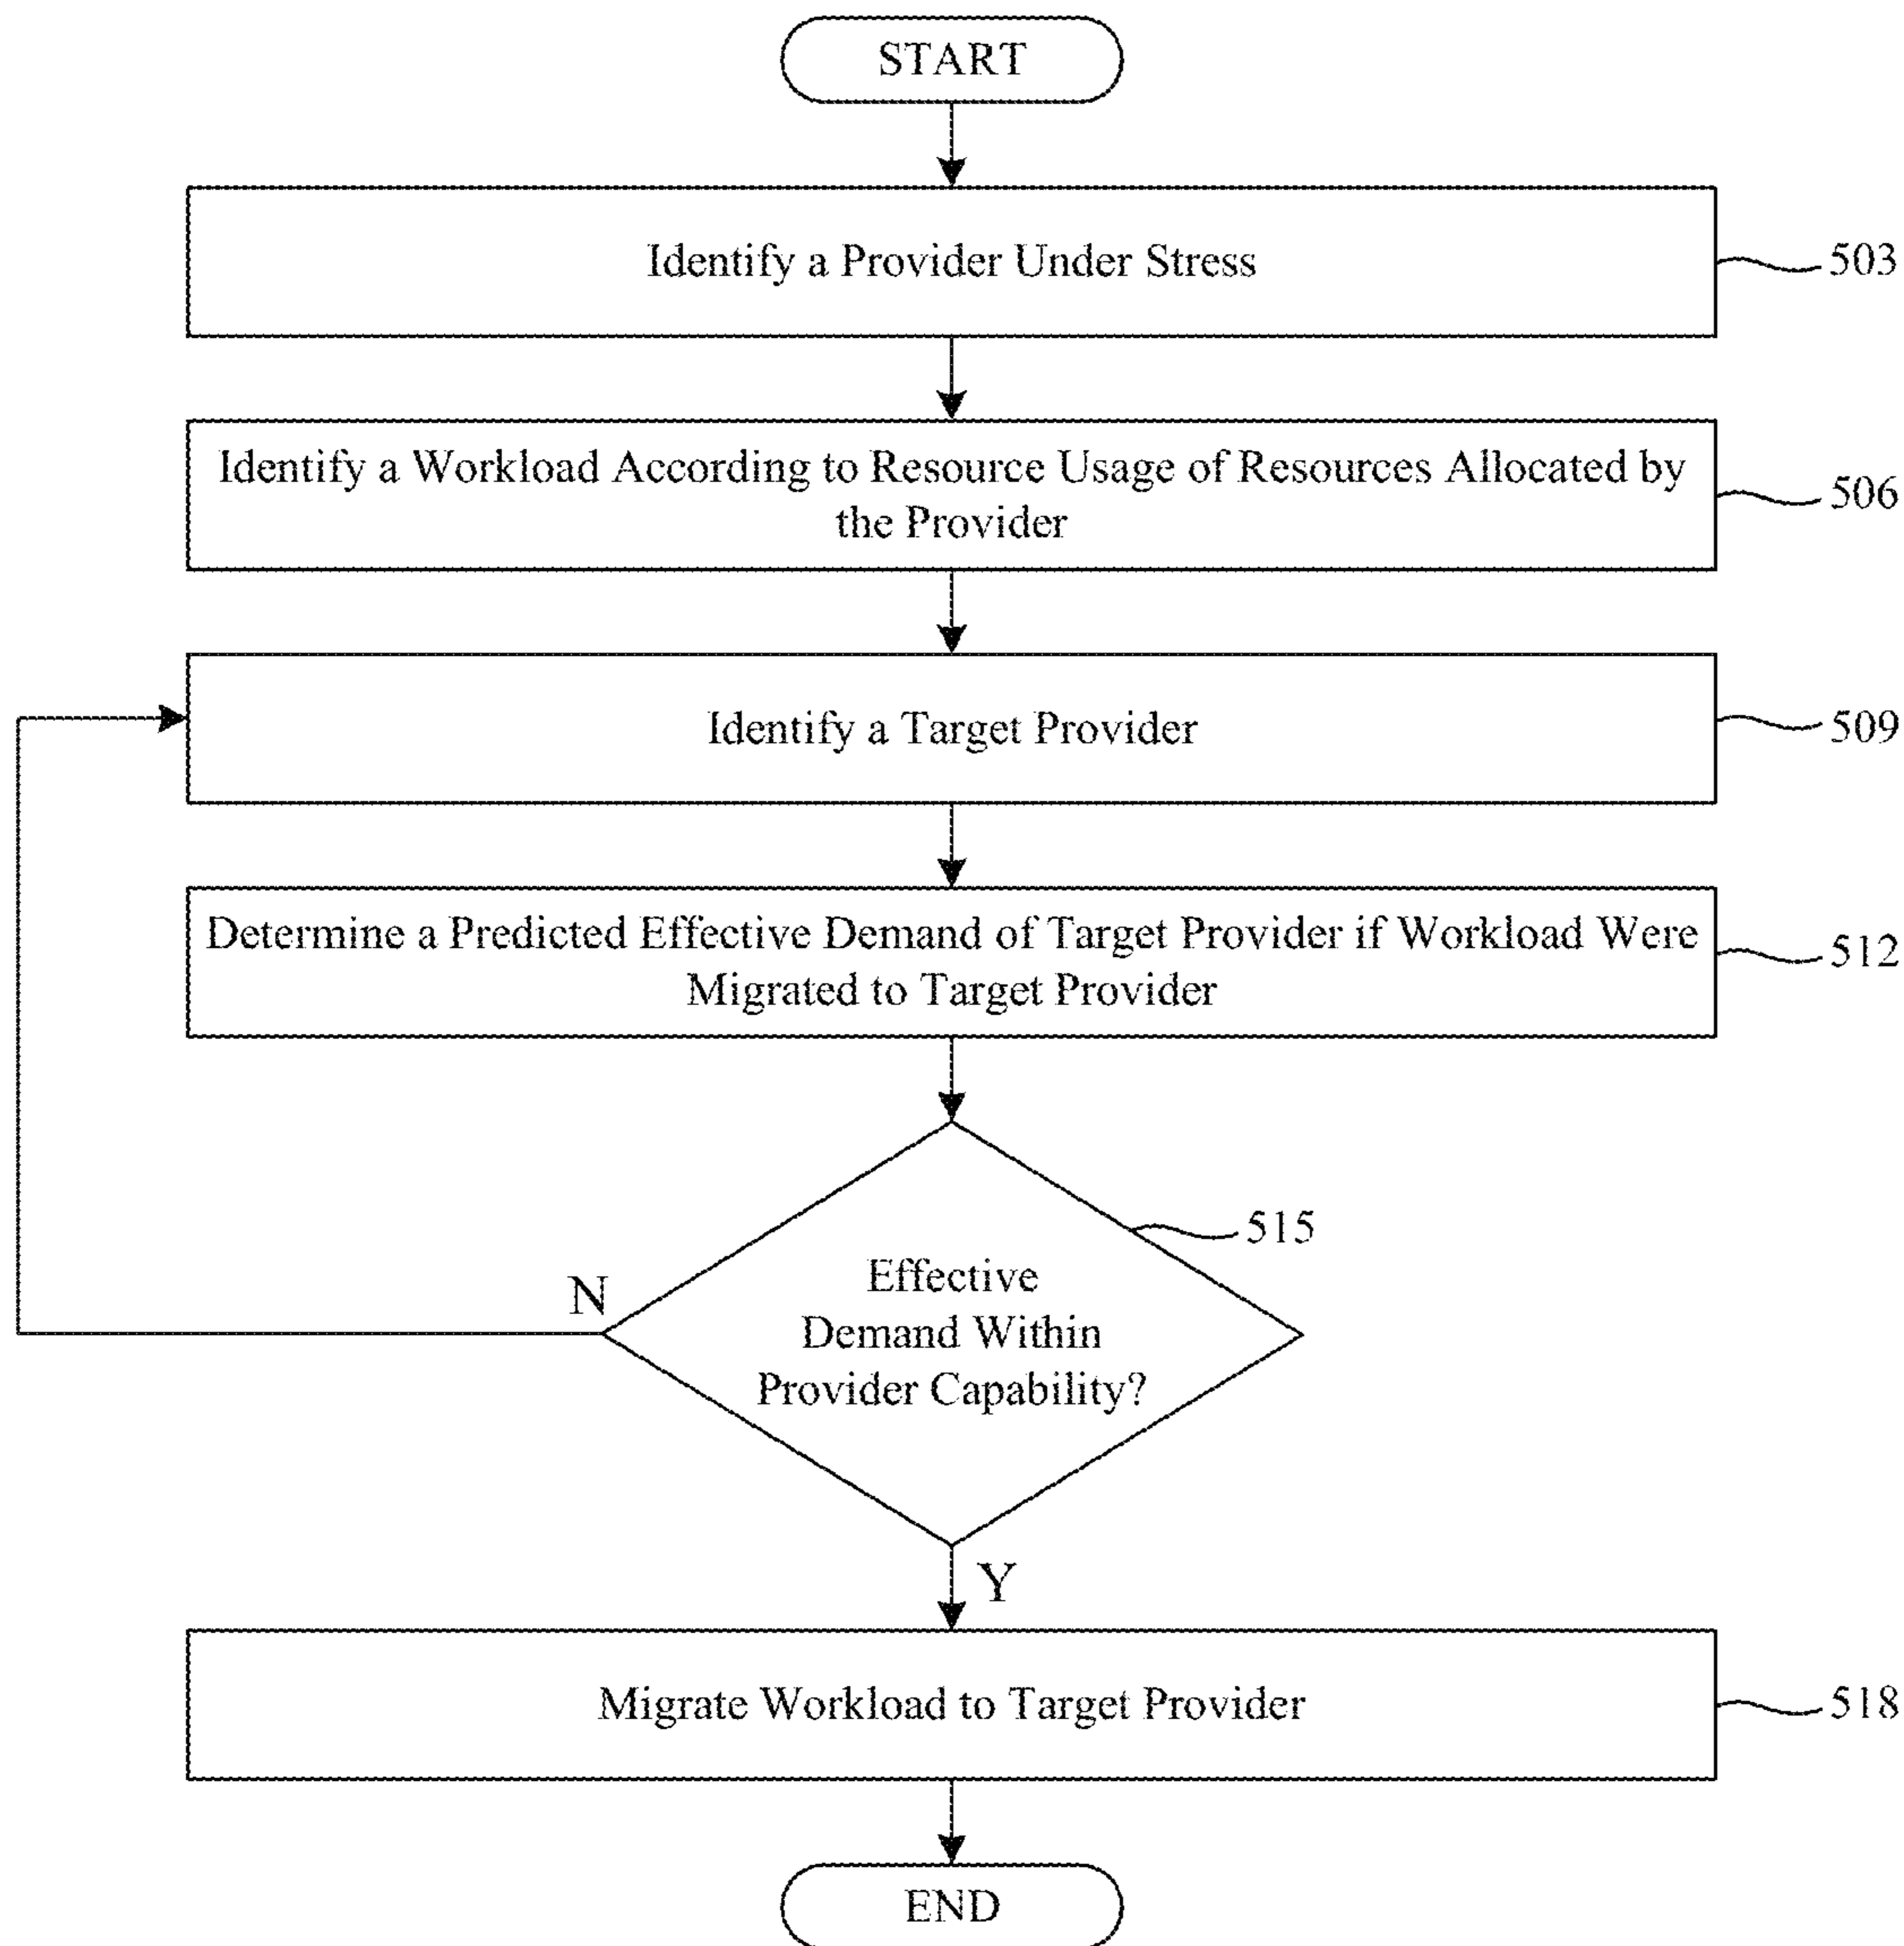 START
Identify a Provider Under Stress
503
Identify a Workload According to Resource Usage of Resources Allocated by
the Provider
506
Identify a Target Provider
509
Determine a Predicted Effective Demand of Target Provider if Workload Were
Migrated to Target Provider
512
515
Effective
Demand Within
Provider Capability?
N
Y
Migrate Workload to Target Provider
518
END